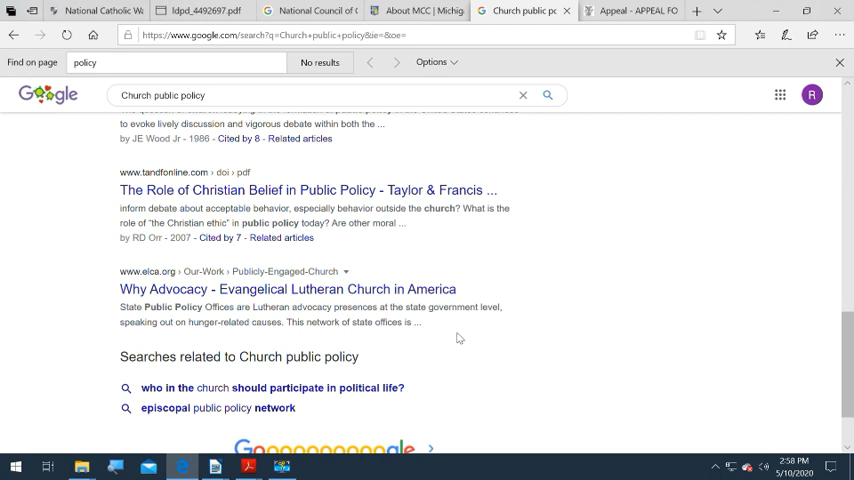 National Catholic Wa
ldpd_4492697.pdf
National Council of C
About MCC | Michig
Church public po
Appeal - APPEAL FO
https://www.google.com/search?q=Church+public+policy&ie=&oe=
Find on page
policy
No results
Options
Google
Church public policy
R
to evoke lively discussion and vigorous debate within both the ...
by JE Wood Jr - 1986 - Cited by 8 - Related articles
www.tandfonline.com › doi › pdf
The Role of Christian Belief in Public Policy - Taylor & Francis ...
inform debate about acceptable behavior, especially behavior outside the church? What is the
role of "the Christian ethic" in public policy today? Are other moral ...
by RD Orr - 2007 - Cited by 7 - Related articles
www.elca.org › Our-Work › Publicly-Engaged-Church
Why Advocacy - Evangelical Lutheran Church in America
State Public Policy Offices are Lutheran advocacy presences at the state government level,
speaking out on hunger-related causes. This network of state offices is ...
Searches related to Church public policy
who in the church should participate in political life?
episcopal public policy network
Goooooooooogle
2:58 PM
5/10/2020